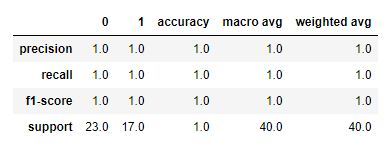 0 1 accuracy macro avg weighted avg
precision 1.0 1.0 1.0 1.0 1.0
recall 1.0 1.0 1.0 1.0 1.0
f1-score 1.0 1.0 1.0 1.0 1.0
support 23.0 17.0 1.0 40.0 40.0